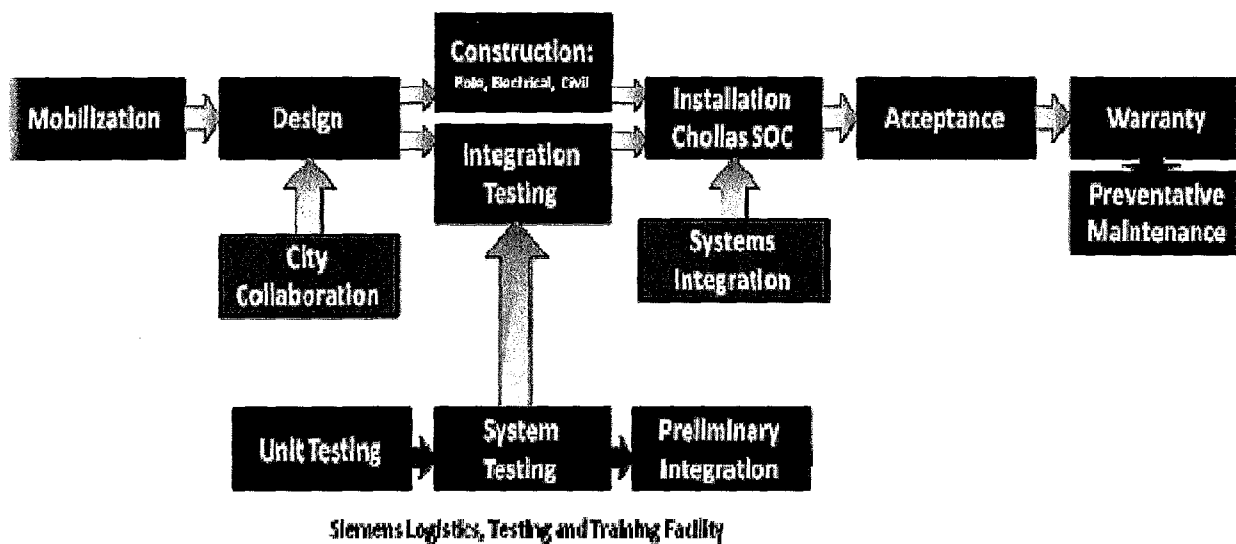 Construction:
Pole, Electrical, Civil
Mobilization
Design
Installation
Chollas SOC
Acceptance
Warranty
Integration
Testing
Preventative
Maintenance
City
Collaboration
Systems
Integration
Unit Testing
System
Testing
Preliminary
Integration
Siemens Logistics, Testing and Training Facility